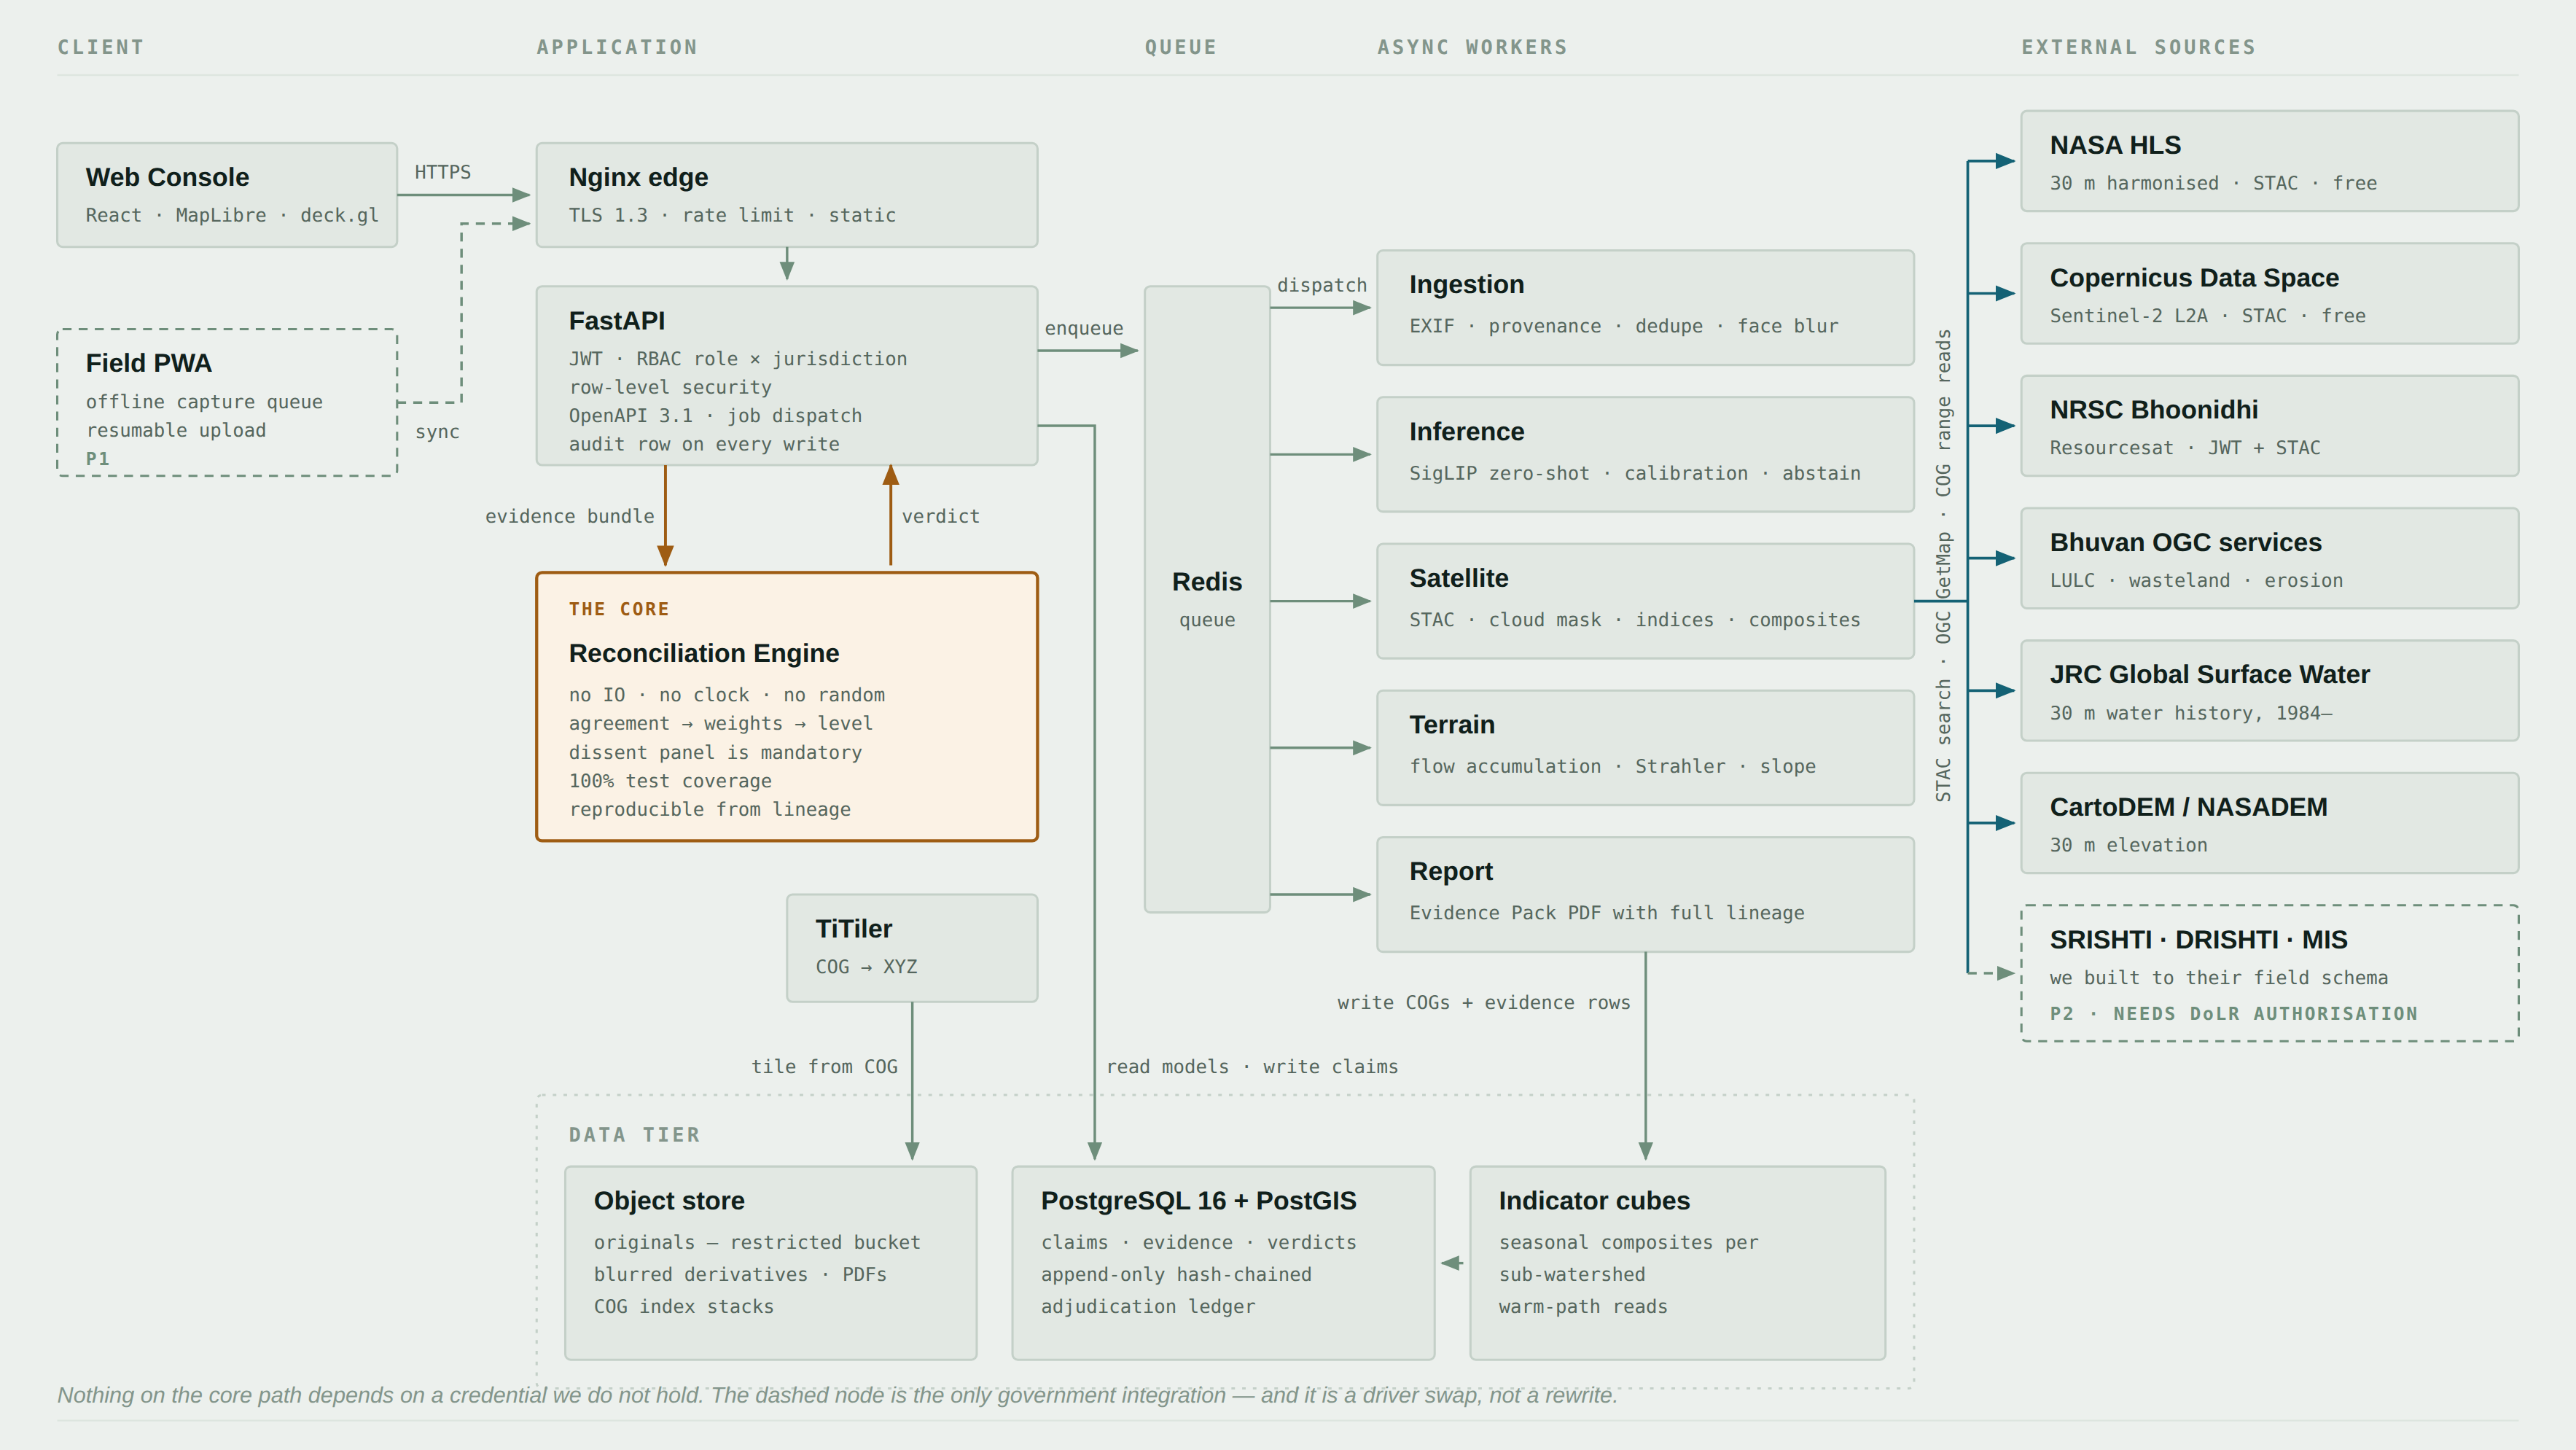 CLIENT
APPLICATION
QUEUE
ASYNC WORKERS
EXTERNAL SOURCES
Web Console
React · MapLibre · deck.gl
HTTPS
Field PWA
offline capture queue
resumable upload
P1
sync
Nginx edge
TLS 1.3 · rate limit · static
FastAPI
JWT · RBAC role × jurisdiction
row-level security
OpenAPI 3.1 · job dispatch
audit row on every write
enqueue
evidence bundle
verdict
THE CORE
Reconciliation Engine
no IO · no clock · no random
agreement → weights → level
dissent panel is mandatory
100% test coverage
reproducible from lineage
TiTiler
COG → XYZ
tile from COG
read models · write claims
Redis
queue
dispatch
Ingestion
EXIF · provenance · dedupe · face blur
Inference
SigLIP zero-shot · calibration · abstain
Satellite
STAC · cloud mask · indices · composites
Terrain
flow accumulation · Strahler · slope
Report
Evidence Pack PDF with full lineage
write COGs + evidence rows
STAC search · OGC GetMap · COG range reads
NASA HLS
30 m harmonised · STAC · free
Copernicus Data Space
Sentinel-2 L2A · STAC · free
NRSC Bhoonidhi
Resourcesat · JWT + STAC
Bhuvan OGC services
LULC · wasteland · erosion
JRC Global Surface Water
30 m water history, 1984–
CartoDEM / NASADEM
30 m elevation
SRISHTI · DRISHTI · MIS
we built to their field schema
P2 · NEEDS DoLR AUTHORISATION
DATA TIER
Object store
originals — restricted bucket
blurred derivatives · PDFs
COG index stacks
PostgreSQL 16 + PostGIS
claims · evidence · verdicts
append-only hash-chained
adjudication ledger
Indicator cubes
seasonal composites per
sub-watershed
warm-path reads
Nothing on the core path depends on a credential we do not hold. The dashed node is the only government integration — and it is a driver swap, not a rewrite.